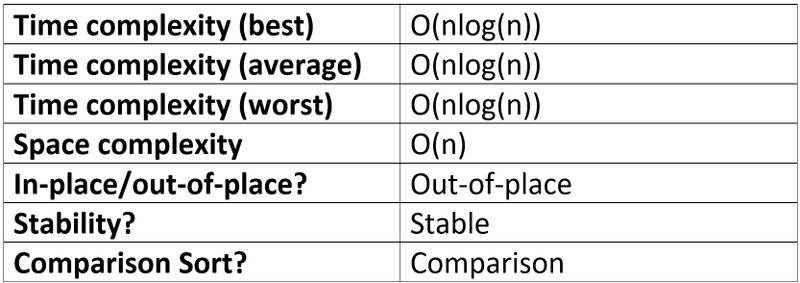 Time complexity (best) O(nlog(n))
Time complexity (average) O(nlog(n))
Time complexity (worst) O(nlog(n))
Space complexity O(n)
In-place/out-of-place? Out-of-place
Stability? Stable
Comparison Sort? Comparison